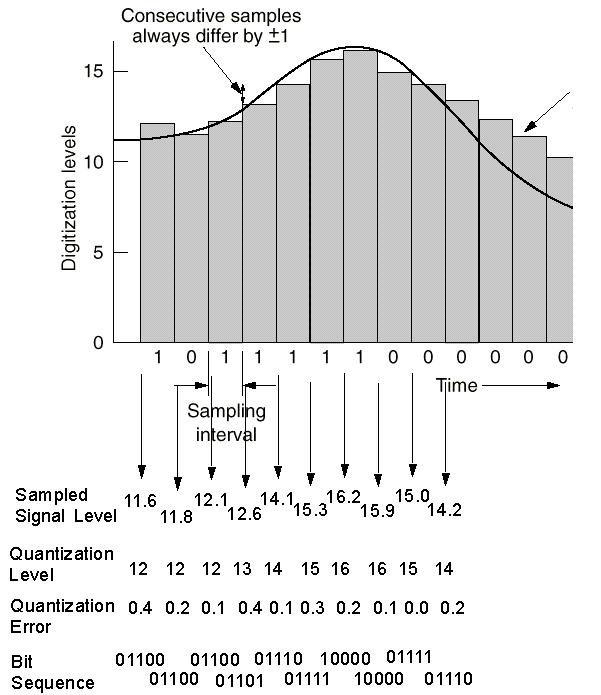 Consecutive samples
always differ by ±1
15
10
5
0
Digitization levels
1 0 1 1 1 1 1 0 0 0 0 0 0
Time
Sampling
interval
Sampled
Signal Level
11.6 11.8 12.1 12.6 14.1 15.3 16.2 15.9 15.0 14.2
Quantization
Level
12 12 12 13 14 15 16 16 15 14
Quantization
Error
0.4 0.2 0.1 0.4 0.1 0.3 0.2 0.1 0.0 0.2
Bit
Sequence
01100 01100 01100 01101 01110 01111 10000 10000 01111 01110